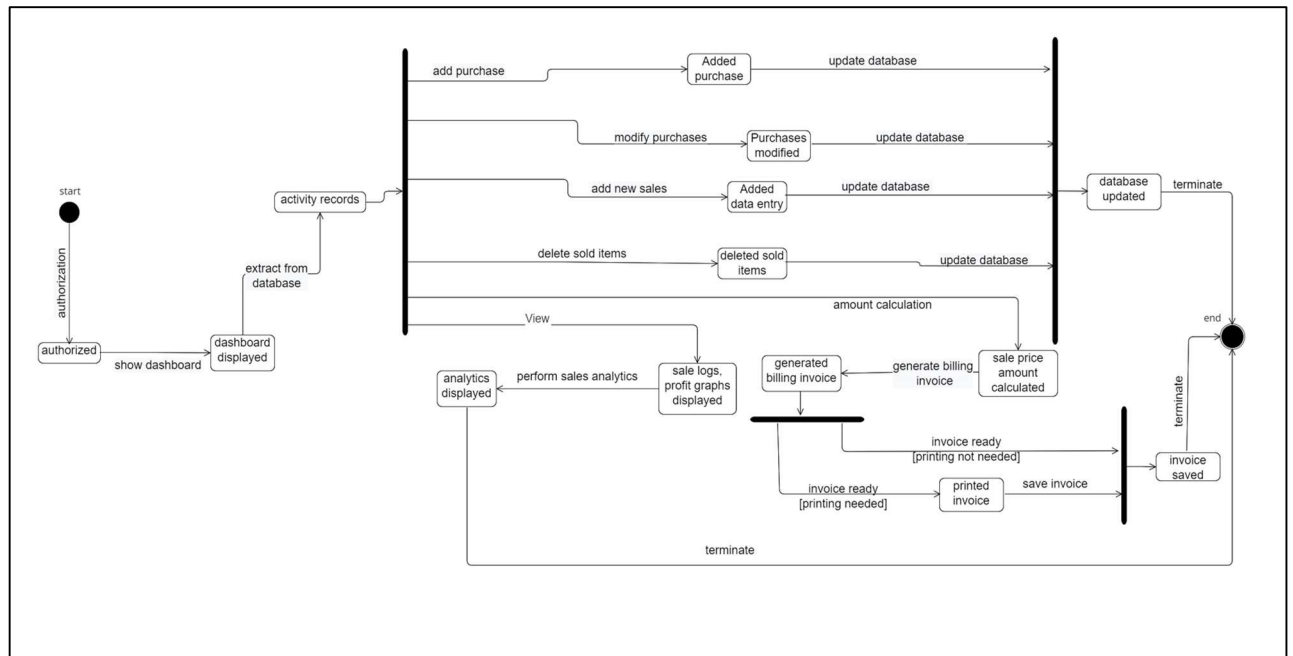 add purchase
Added
purchase
update database
modify purchases
Purchases
modified
update database
start
activity records
add new sales
Added
data entry
update database
database
updated
terminate
authorization
extract from
database
delete sold items
deleted sold
items
update database
amount calculation
View
end
authorized
show dashboard
dashboard
displayed
analytics
displayed
perform sales analytics
sale logs,
profit graphs
displayed
generated
billing invoice
generate billing
invoice
sale price
amount
calculated
terminate
invoice ready
[printing not needed]
invoice
saved
invoice ready
[printing needed]
printed
invoice
save invoice
terminate